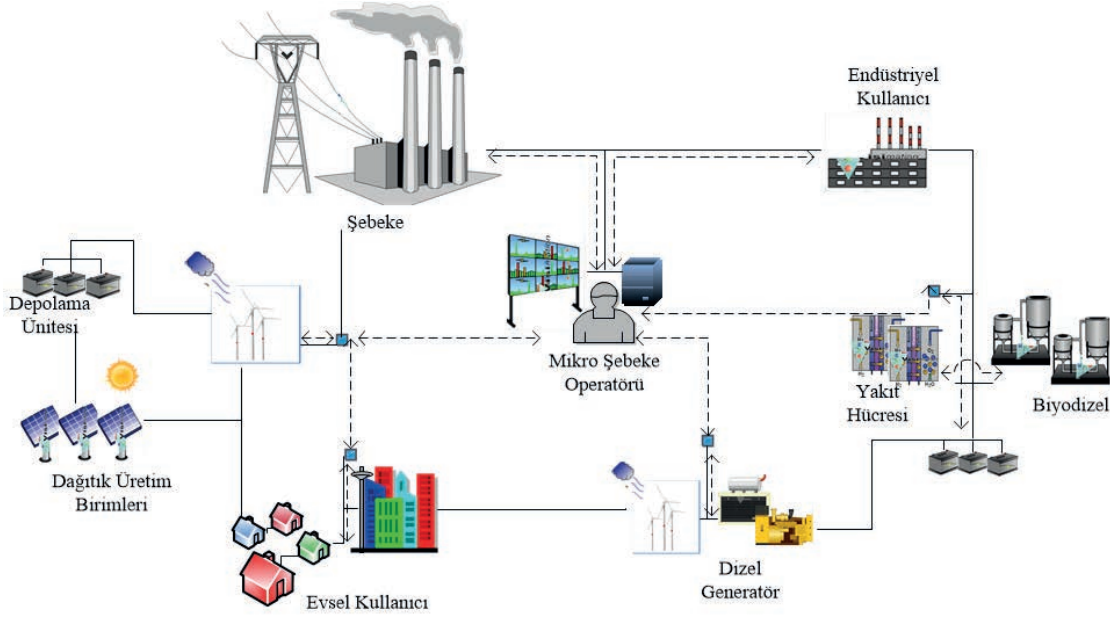 Endüstriyel
Kullanıcı
Şebeke
Depolama
Ünitesi
Mikro Şebeke
Operatörü
Yakıt
Hücresi
Biyodizel
Dağıtık Üretim
Birimleri
Dizel
Generatör
Evsel Kullanıcı